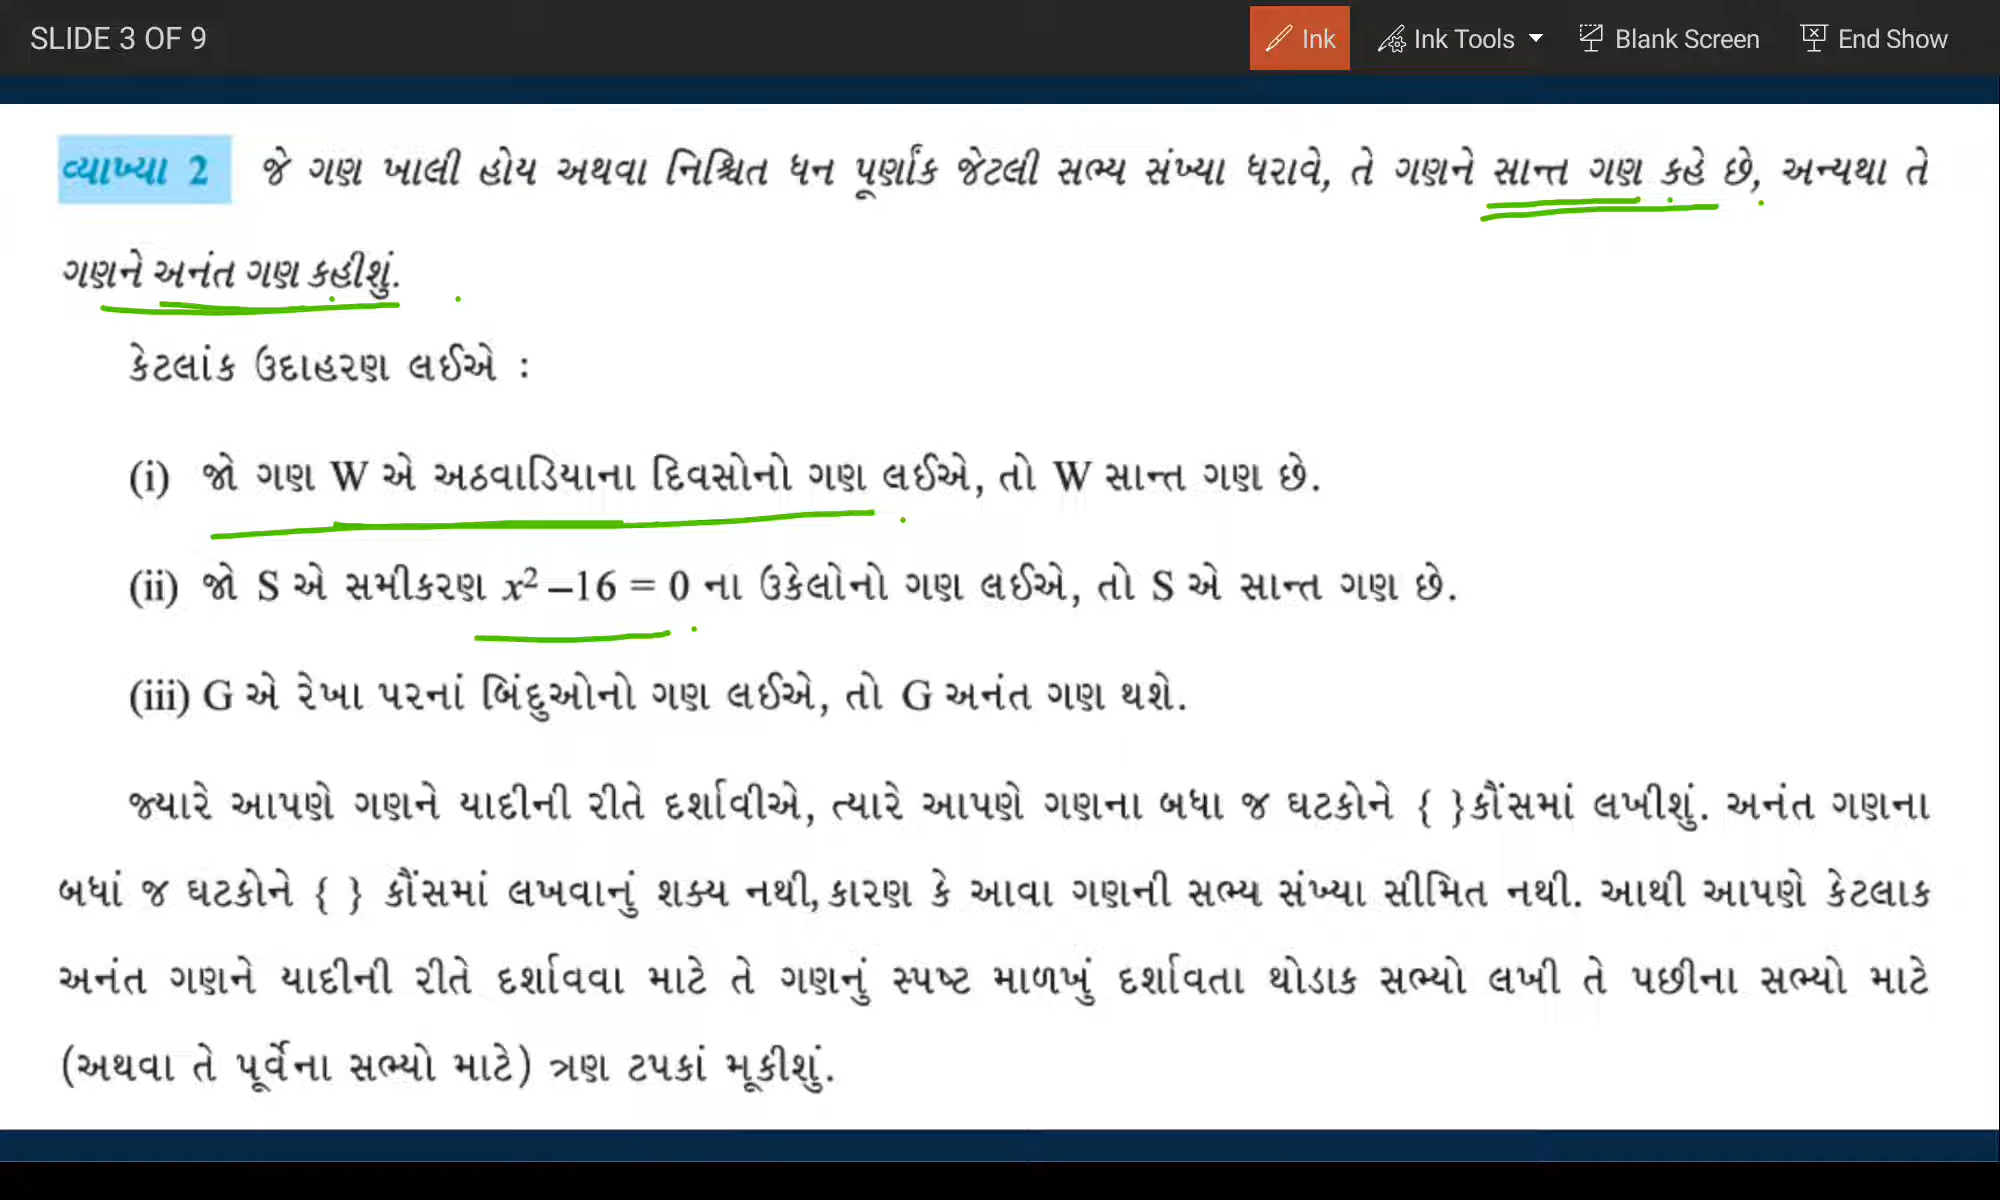 SLIDE 3 OF 9
Ink
Ink Tools
Blank Screen
End Show
વ્યાખ્યા 2 જે ગણ ખાલી હોય અથવા નિશ્ચિત ધન પૂર્ણાંક જેટલી સભ્ય સંખ્યા ધરાવે, તે ગણને સાન્ત ગણ કહે છે, અન્યથા તે
ગણને અનંત ગણ કહીશું.
કેટલાંક ઉદાહરણ લઈએ :
(i) જો ગણ W એ અઠવાડિયાના દિવસોનો ગણ લઈએ, તો W સાન્ત ગણ છે.
(ii) જો S એ સમીકરણ x² –16 = 0 ના ઉકેલોનો ગણ લઈએ, તો S એ સાન્ત ગણ છે.
(iii) G એ રેખા પરનાં બિંદુઓનો ગણ લઈએ, તો G અનંત ગણ થશે.
જ્યારે આપણે ગણને યાદીની રીતે દર્શાવીએ, ત્યારે આપણે ગણના બધા જ ઘટકોને { } કૌંસમાં લખીશું. અનંત ગણના
બધાં જ ઘટકોને { } કૌંસમાં લખવાનું શક્ય નથી, કારણ કે આવા ગણની સભ્ય સંખ્યા સીમિત નથી. આથી આપણે કેટલાક
અનંત ગણને યાદીની રીતે દર્શાવવા માટે તે ગણનું સ્પષ્ટ માળખું દર્શાવતા થોડાક સભ્યો લખી તે પછીના સભ્યો માટે
(અથવા તે પૂર્વેના સભ્યો માટે) ત્રણ ટપકાં મૂકીશું.